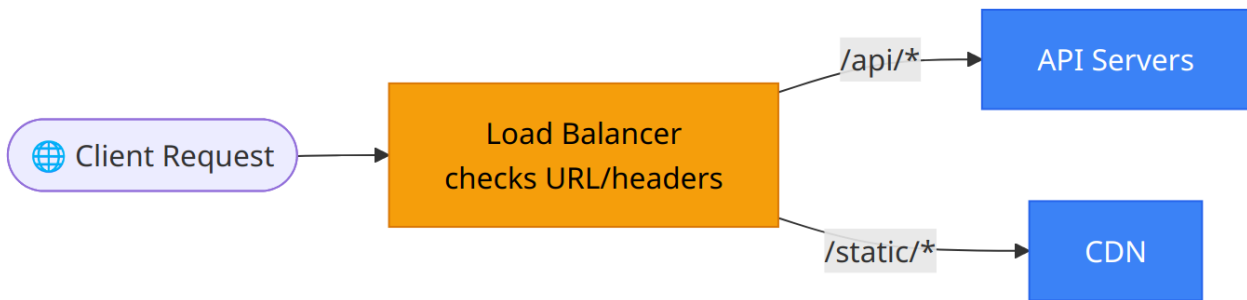 Client Request
Load Balancer
checks URL/headers
/api/*
API Servers
/static/*
CDN